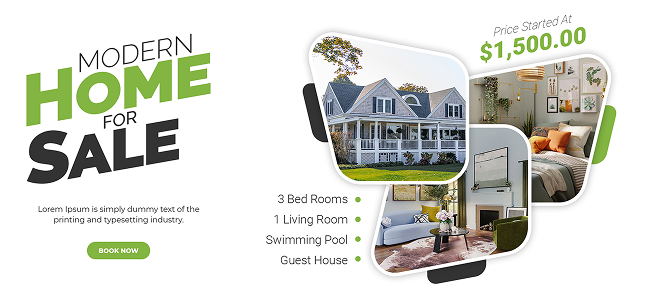 MODERN
HOME
FOR
SALE
Lorem Ipsum is simply dummy text of the
printing and typesetting industry.
BOOK NOW
Price Started At
$1,500.00
3 Bed Rooms
1 Living Room
Swimming Pool
Guest House